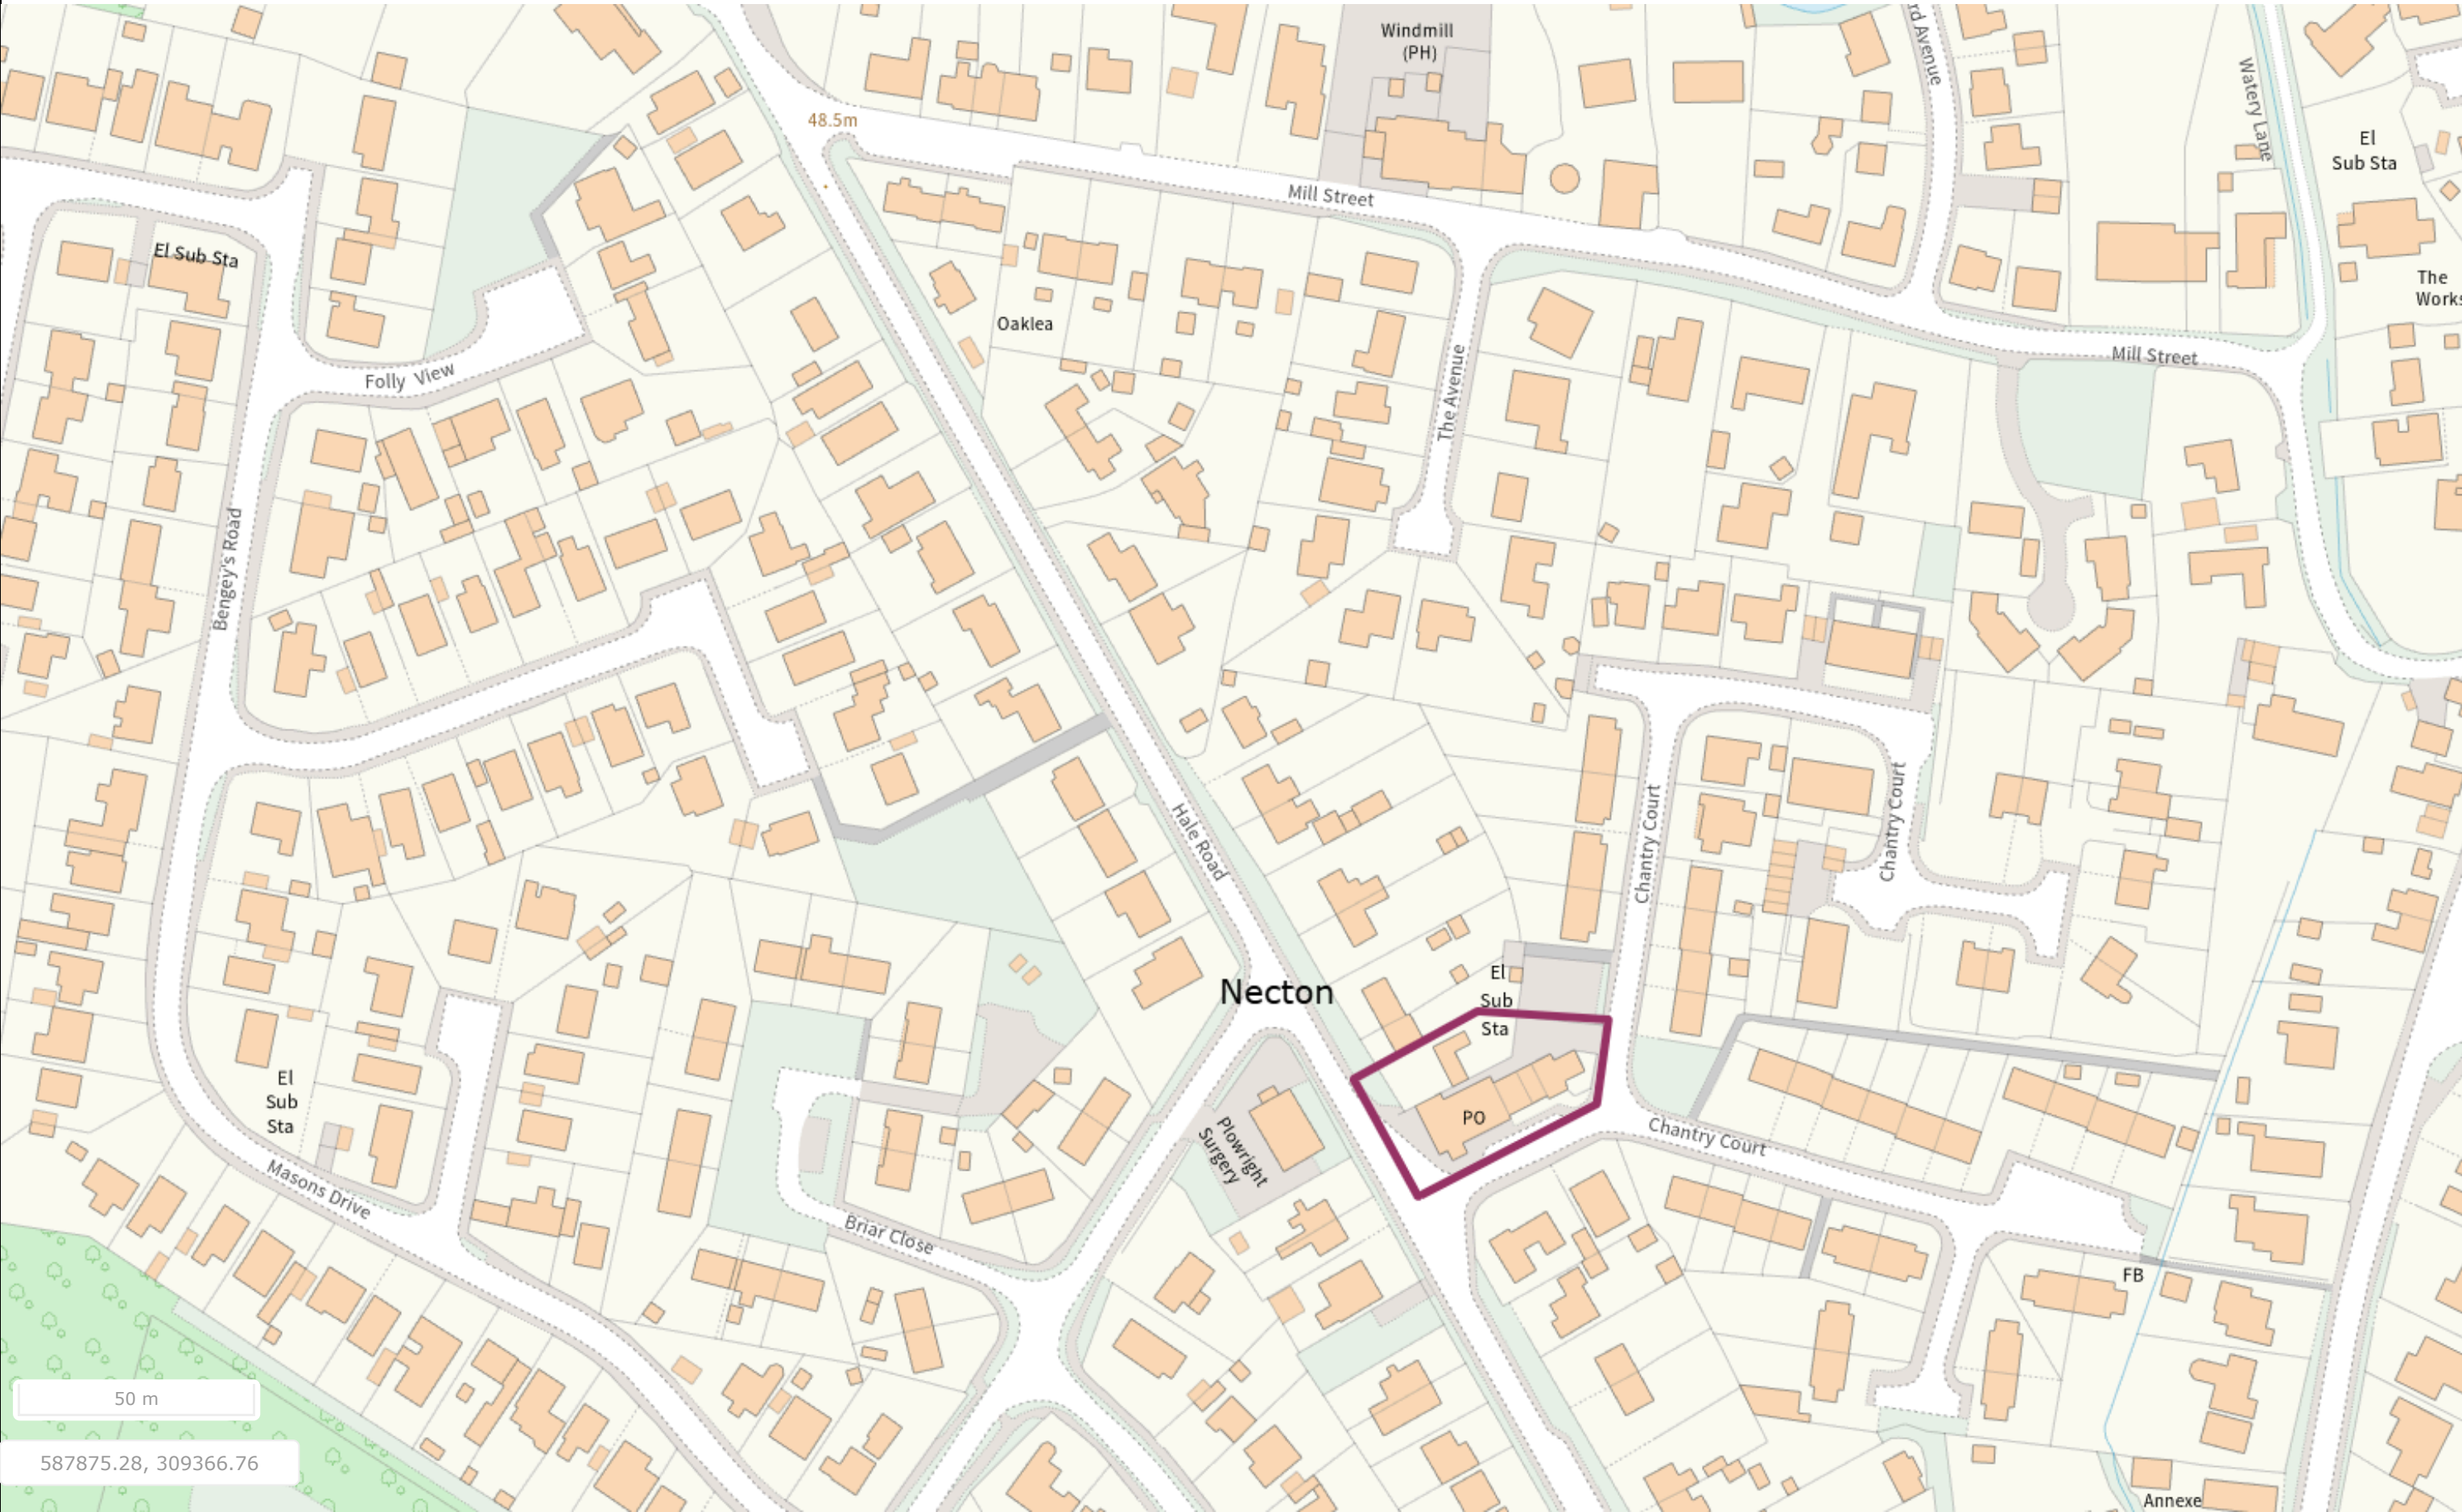 Windmill
(PH)
rd Avenue
Watery Lane
48.5m
El
Sub Sta
Mill Street
El Sub Sta
The
Works
Oaklea
Mill Street
Folly View
The Avenue
Bengey's Road
Hale Road
Chantry Court
Chantry Court
El
Sub
Sta
Necton
El
Sub
Sta
PO
Plowright
Surgery
Chantry Court
Masons Drive
Briar Close
FB
50 m
587875.28, 309366.76
Annexe